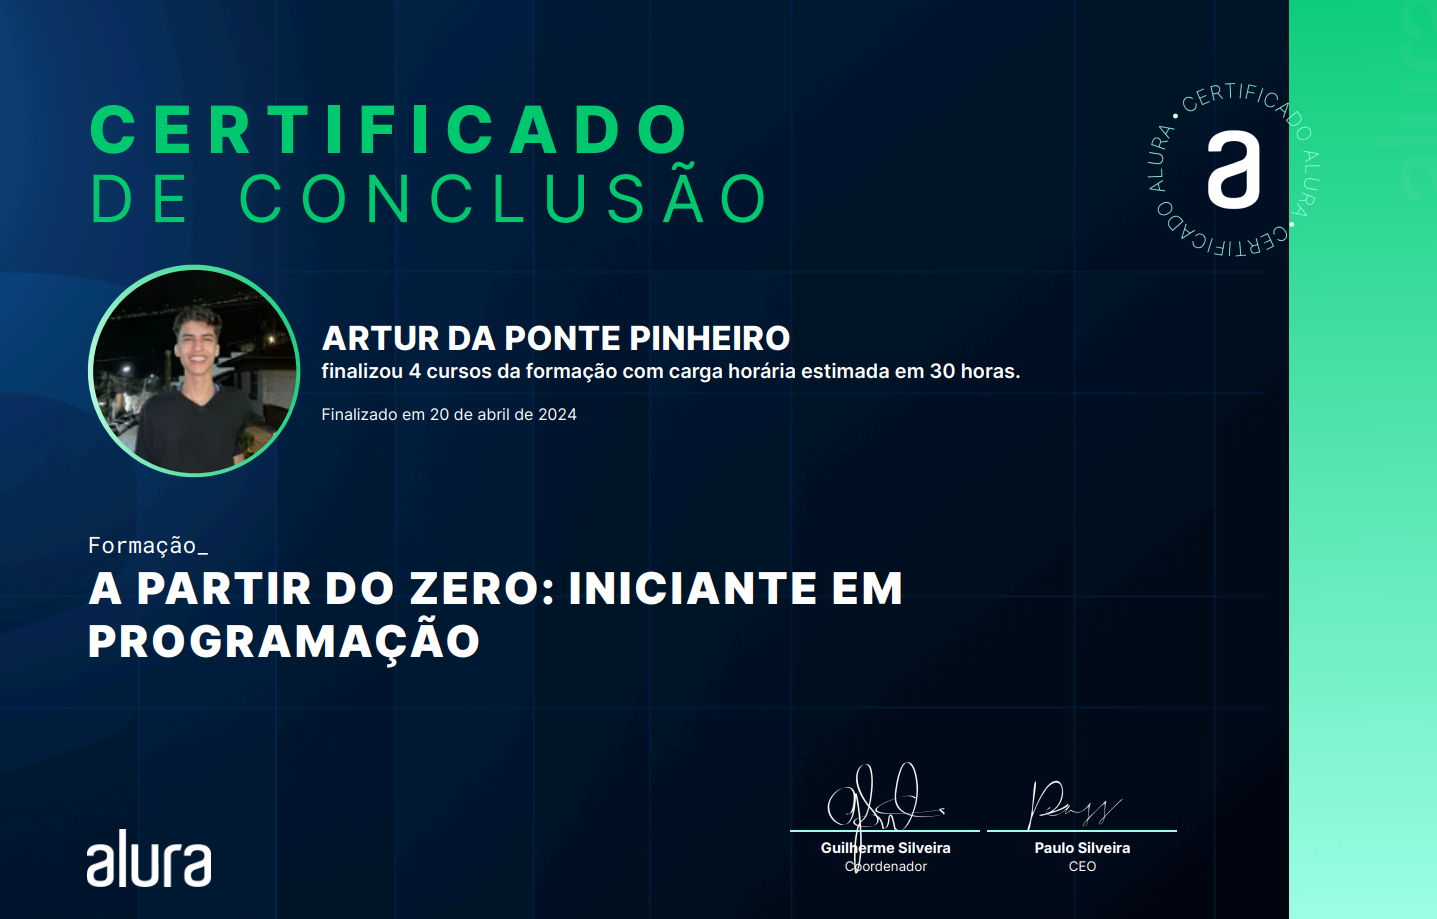 CERTIFICADO
DE CONCLUSÃO
CERTIFICADO ALURA • CERTIFICADO ALURA •
a
ARTUR DA PONTE PINHEIRO
finalizou 4 cursos da formação com carga horária estimada em 30 horas.
Finalizado em 20 de abril de 2024
Formação_
A PARTIR DO ZERO: INICIANTE EM
PROGRAMAÇÃO
alura
Guilherme Silveira
Coordenador
Paulo Silveira
CEO